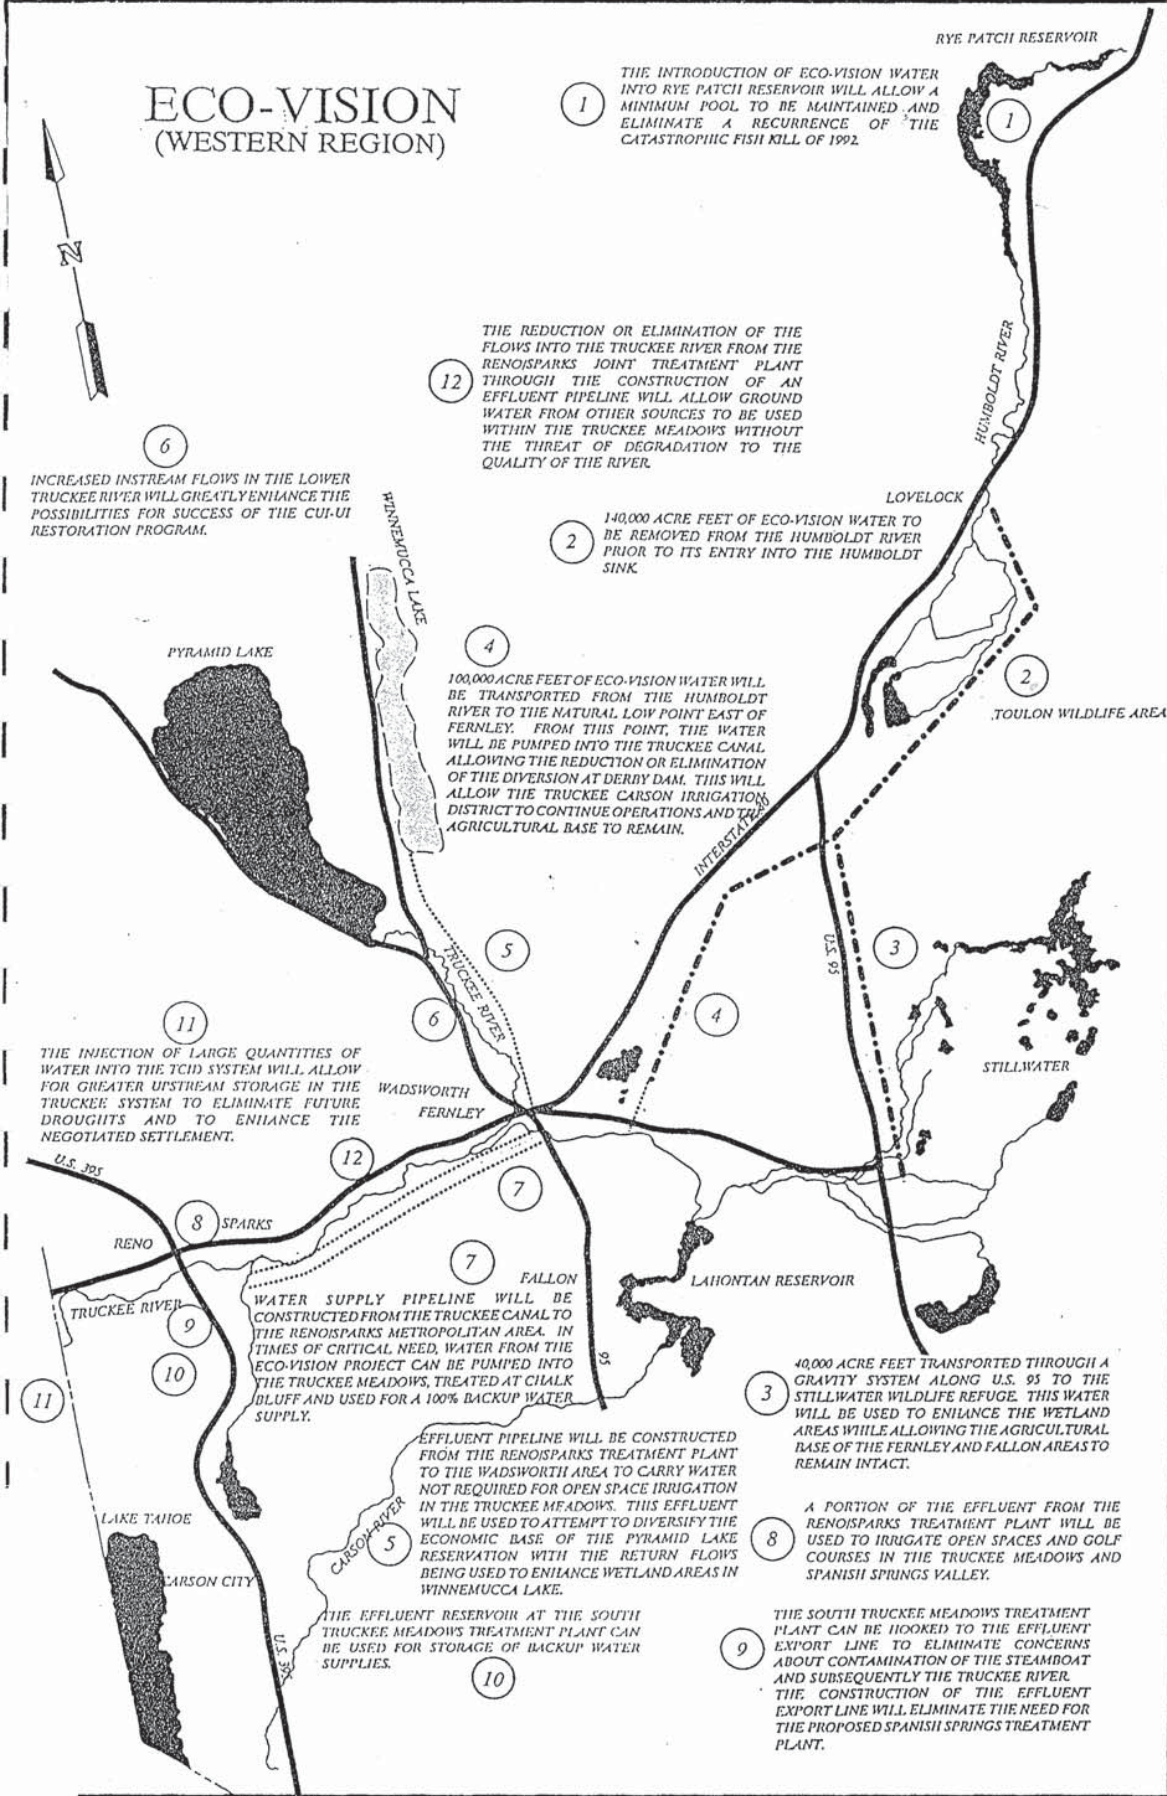 RYE PATCH RESERVOIR
ECO-VISION
(WESTERN REGION)
1
THE INTRODUCTION OF ECO-VISION WATER
INTO RYE PATCH RESERVOIR WILL ALLOW A
MINIMUM POOL TO BE MAINTAINED AND
ELIMINATE A RECURRENCE OF THE
CATASTROPHIC FISH KILL OF 1992.
1
N
HUMBOLDT RIVER
12
THE REDUCTION OR ELIMINATION OF THE
FLOWS INTO THE TRUCKEE RIVER FROM THE
RENO/SPARKS JOINT TREATMENT PLANT
THROUGH THE CONSTRUCTION OF AN
EFFLUENT PIPELINE WILL ALLOW GROUND
WATER FROM OTHER SOURCES TO BE USED
WITHIN THE TRUCKEE MEADOWS WITHOUT
THE THREAT OF DEGRADATION TO THE
QUALITY OF THE RIVER.
6
INCREASED INSTREAM FLOWS IN THE LOWER
TRUCKEE RIVER WILL GREATLY ENHANCE THE
POSSIBILITIES FOR SUCCESS OF THE CUI-UI
RESTORATION PROGRAM.
LOVELOCK
2
140,000 ACRE FEET OF ECO-VISION WATER TO
BE REMOVED FROM THE HUMBOLDT RIVER
PRIOR TO ITS ENTRY INTO THE HUMBOLDT
SINK.
WINNEMUCCA LAKE
PYRAMID LAKE
4
100,000 ACRE FEET OF ECO-VISION WATER WILL
BE TRANSPORTED FROM THE HUMBOLDT
RIVER TO THE NATURAL LOW POINT EAST OF
FERNLEY. FROM THIS POINT, THE WATER
WILL BE PUMPED INTO THE TRUCKEE CANAL
ALLOWING THE REDUCTION OR ELIMINATION
OF THE DIVERSION AT DERBY DAM. THIS WILL
ALLOW THE TRUCKEE CARSON IRRIGATION
DISTRICT TO CONTINUE OPERATIONS AND THE
AGRICULTURAL BASE TO REMAIN.
2
TOULON WILDLIFE AREA
INTERSTATE 80
U.S. 95
3
5
TRUCKEE RIVER
6
4
STILLWATER
11
THE INJECTION OF LARGE QUANTITIES OF
WATER INTO THE TCID SYSTEM WILL ALLOW
FOR GREATER UPSTREAM STORAGE IN THE
TRUCKEE SYSTEM TO ELIMINATE FUTURE
DROUGHTS AND TO ENHANCE THE
NEGOTIATED SETTLEMENT.
WADSWORTH
FERNLEY
U.S. 395
12
7
8
SPARKS
RENO
TRUCKEE RIVER
9
10
11
7
FALLON
LAHONTAN RESERVOIR
WATER SUPPLY PIPELINE WILL BE
CONSTRUCTED FROM THE TRUCKEE CANAL TO
THE RENO/SPARKS METROPOLITAN AREA. IN
TIMES OF CRITICAL NEED, WATER FROM THE
ECO-VISION PROJECT CAN BE PUMPED INTO
THE TRUCKEE MEADOWS, TREATED AT CHALK
BLUFF AND USED FOR A 100% BACKUP WATER
SUPPLY.
95
3
40,000 ACRE FEET TRANSPORTED THROUGH A
GRAVITY SYSTEM ALONG U.S. 95 TO THE
STILLWATER WILDLIFE REFUGE. THIS WATER
WILL BE USED TO ENHANCE THE WETLAND
AREAS WHILE ALLOWING THE AGRICULTURAL
BASE OF THE FERNLEY AND FALLON AREAS TO
REMAIN INTACT.
5
EFFLUENT PIPELINE WILL BE CONSTRUCTED
FROM THE RENO/SPARKS TREATMENT PLANT
TO THE WADSWORTH AREA TO CARRY WATER
NOT REQUIRED FOR OPEN SPACE IRRIGATION
IN THE TRUCKEE MEADOWS. THIS EFFLUENT
WILL BE USED TO ATTEMPT TO DIVERSIFY THE
ECONOMIC BASE OF THE PYRAMID LAKE
RESERVATION WITH THE RETURN FLOWS
BEING USED TO ENHANCE WETLAND AREAS IN
WINNEMUCCA LAKE.
CARSON RIVER
8
A PORTION OF THE EFFLUENT FROM THE
RENO/SPARKS TREATMENT PLANT WILL BE
USED TO IRRIGATE OPEN SPACES AND GOLF
COURSES IN THE TRUCKEE MEADOWS AND
SPANISH SPRINGS VALLEY.
LAKE TAHOE
CARSON CITY
U.S. 395
THE EFFLUENT RESERVOIR AT THE SOUTH
TRUCKEE MEADOWS TREATMENT PLANT CAN
BE USED FOR STORAGE OF BACKUP WATER
SUPPLIES.
10
9
THE SOUTH TRUCKEE MEADOWS TREATMENT
PLANT CAN BE HOOKED TO THE EFFLUENT
EXPORT LINE TO ELIMINATE CONCERNS
ABOUT CONTAMINATION OF THE STEAMBOAT
AND SUBSEQUENTLY THE TRUCKEE RIVER.
THE CONSTRUCTION OF THE EFFLUENT
EXPORT LINE WILL ELIMINATE THE NEED FOR
THE PROPOSED SPANISH SPRINGS TREATMENT
PLANT.